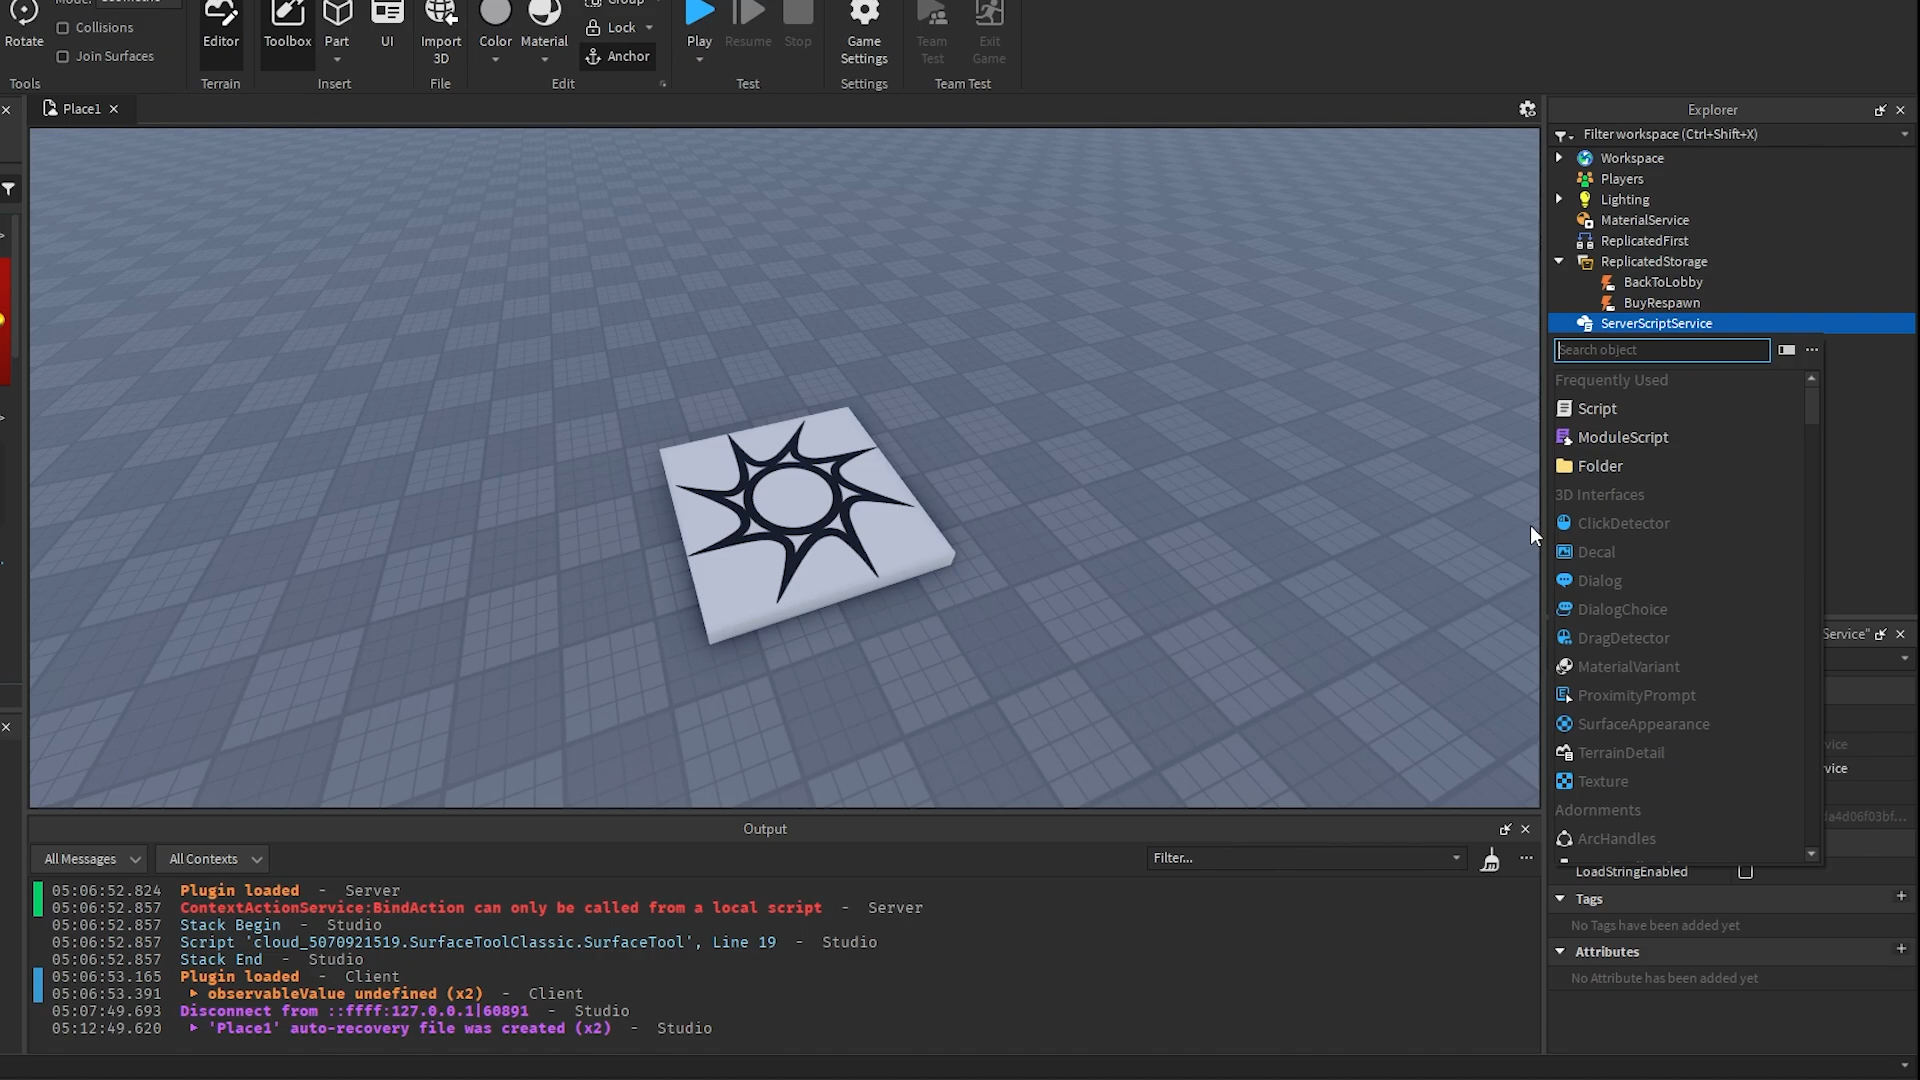 Mode:
Group
Rotate
Collisions
Join Surfaces
Tools
Editor
Terrain
Toolbox
Part
UI
Insert
Import
3D
File
Color
Material
Lock
Anchor
Edit
Play
Resume
Stop
Test
Game
Settings
Settings
Team
Test
Exit
Game
Team Test
Place1
Explorer
Filter workspace (Ctrl+Shift+X)
Workspace
Players
Lighting
MaterialService
ReplicatedFirst
ReplicatedStorage
BackToLobby
BuyRespawn
ServerScriptService
Search object
Frequently Used
Script
ModuleScript
Folder
3D Interfaces
ClickDetector
Decal
Dialog
DialogChoice
DragDetector
MaterialVariant
ProximityPrompt
SurfaceAppearance
TerrainDetail
Texture
Adornments
ArcHandles
Service"
vice
vice
LoadStringEnabled
Tags
No Tags have been added yet
Attributes
No Attribute has been added yet
Output
All Messages
All Contexts
Filter...
05:06:52.824 Plugin loaded - Server
05:06:52.857 ContextActionService:BindAction can only be called from a local script - Server
05:06:52.857 Stack Begin - Studio
05:06:52.857 Script 'cloud_5070921519.SurfaceToolClassic.SurfaceTool', Line 19 - Studio
05:06:52.857 Stack End - Studio
05:06:53.165 Plugin loaded - Client
05:06:53.391 observableValue undefined (x2) - Client
05:07:49.693 Disconnect from ::ffff:127.0.0.1|60891 - Studio
05:12:49.620 'Place1' auto-recovery file was created (x2) - Studio